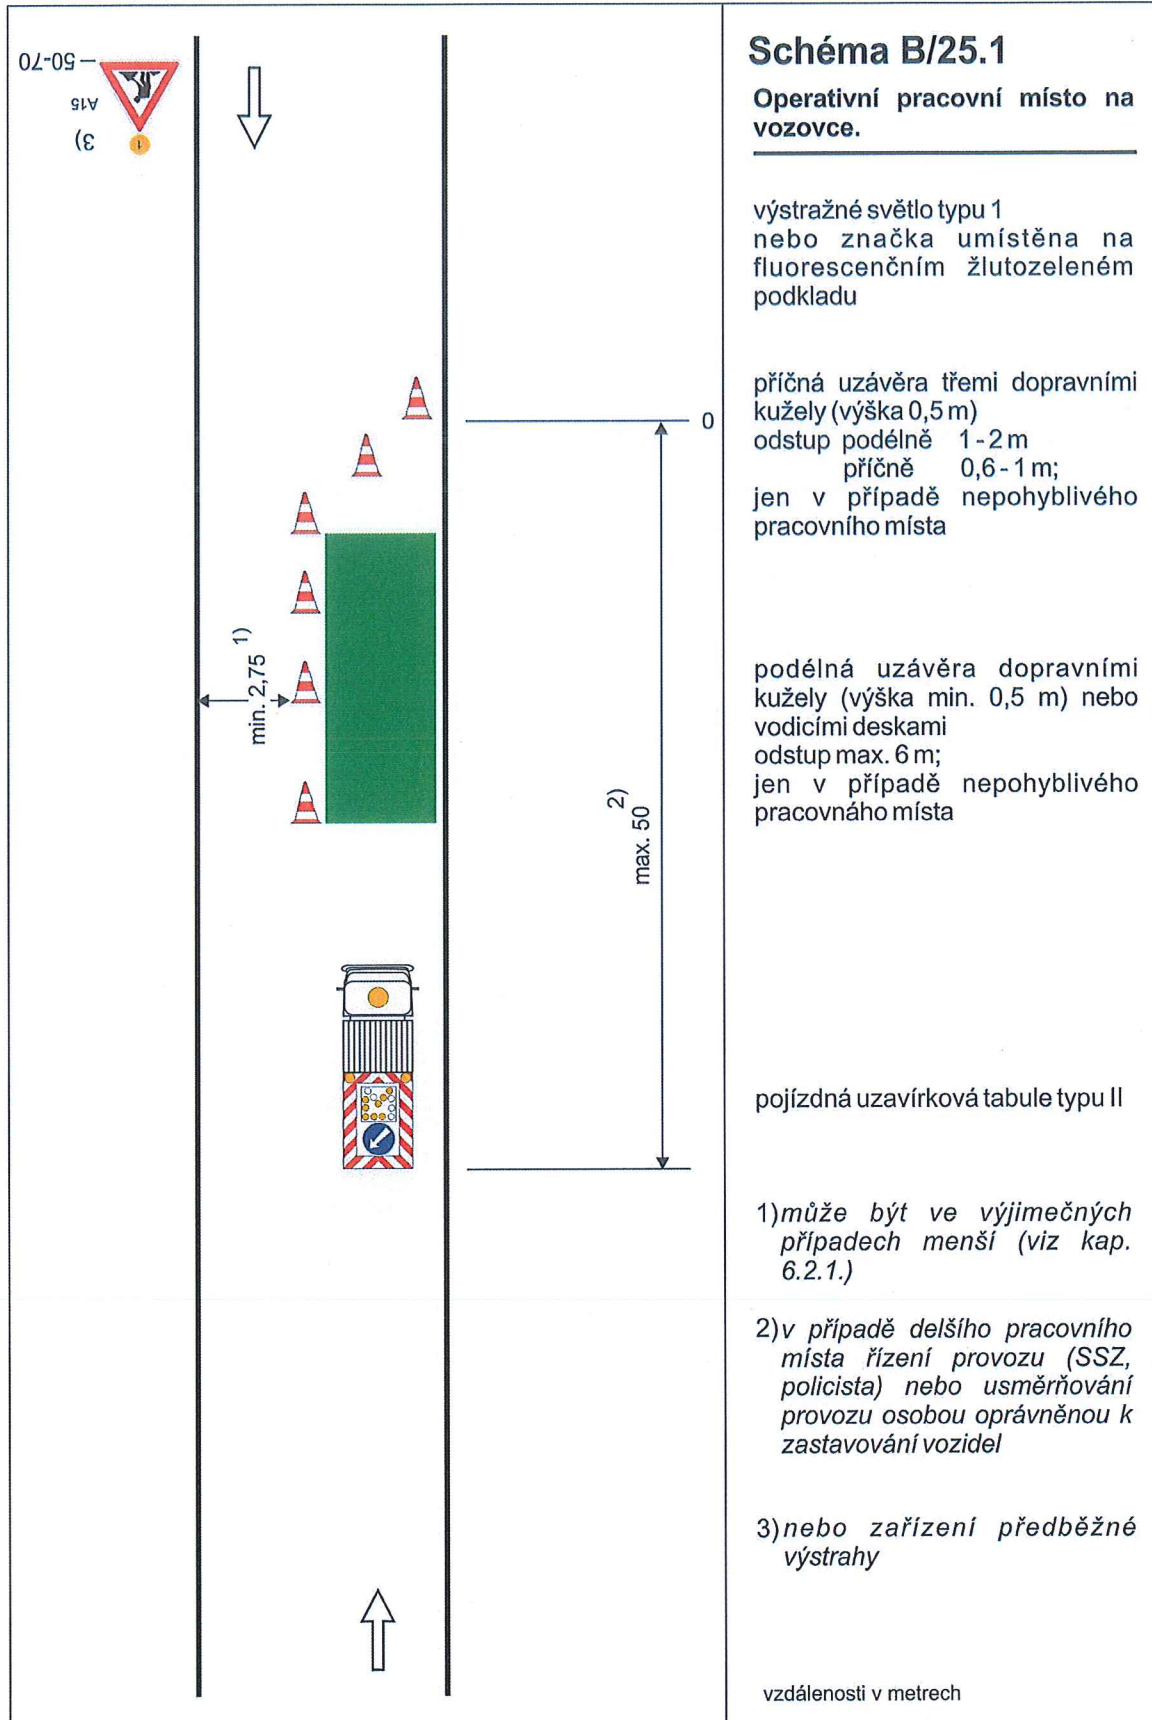 50-70
A15
3)
1
min. 2,75 1)
0
max. 50 2)
Schéma B/25.1
Operativní pracovní místo na
vozovce.
výstražné světlo typu 1
nebo značka umístěna na
fluorescenčním žlutozeleném
podkladu
příčná uzávěra třemi dopravními
kužely (výška 0,5 m)
odstup podélně 1 - 2 m
příčně 0,6 - 1 m;
jen v případě nepohyblivého
pracovního místa
podélná uzávěra dopravními
kužely (výška min. 0,5 m) nebo
vodicími deskami
odstup max. 6 m;
jen v případě nepohyblivého
pracovnáho místa
pojízdná uzavírková tabule typu II
1) může být ve výjimečných
případech menší (viz kap.
6.2.1.)
2) v případě delšího pracovního
místa řízení provozu (SSZ,
policista) nebo usměrňování
provozu osobou oprávněnou k
zastavování vozidel
3) nebo zařízení předběžné
výstrahy
vzdálenosti v metrech